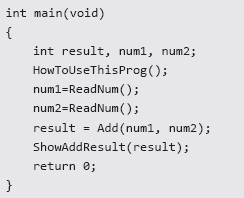 int main(void)
{
    int result, num1, num2;
    HowToUseThisProg();
    num1=ReadNum();
    num2=ReadNum();
    result = Add(num1, num2);
    ShowAddResult(result);
    return 0;
}